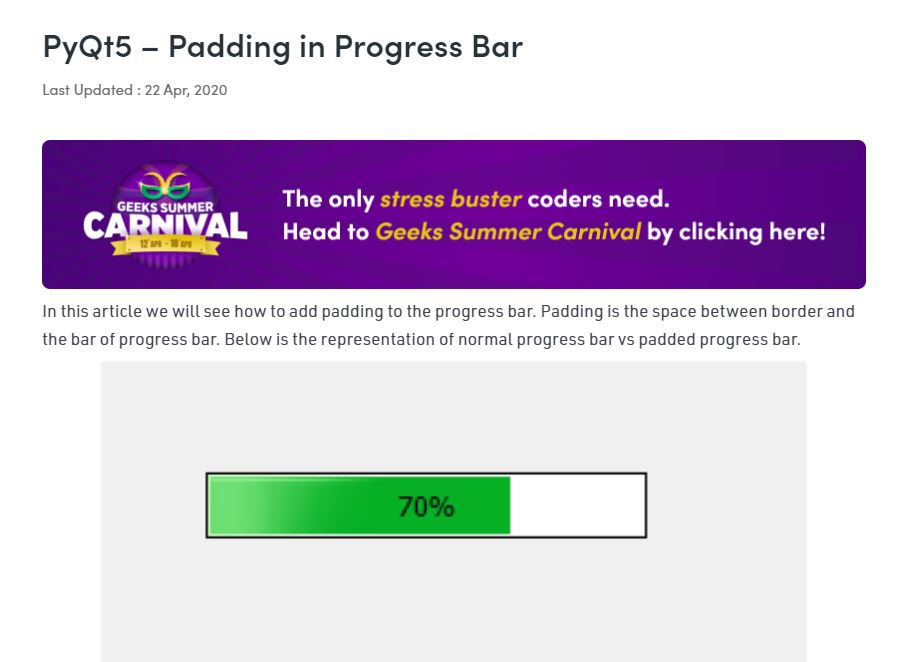 PyQt5 – Padding in Progress Bar
Last Updated : 22 Apr, 2020
GEEKS SUMMER
CARNIVAL
12 APR - 18 APR
The only stress buster coders need.
Head to Geeks Summer Carnival by clicking here!
In this article we will see how to add padding to the progress bar. Padding is the space between border and
the bar of progress bar. Below is the representation of normal progress bar vs padded progress bar.
70%